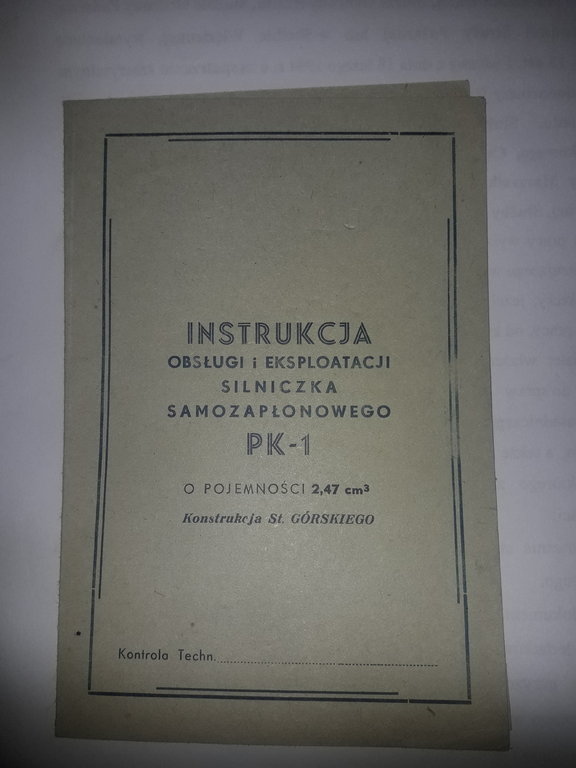 INSTRUKCJA
OBSŁUGI i EKSPLOATACJI
SILNICZKA
SAMOZAPŁONOWEGO
PK-1
O POJEMNOŚCI 2,47 cm³
Konstrukcja St. GÓRSKIEGO
Kontrola Techn.